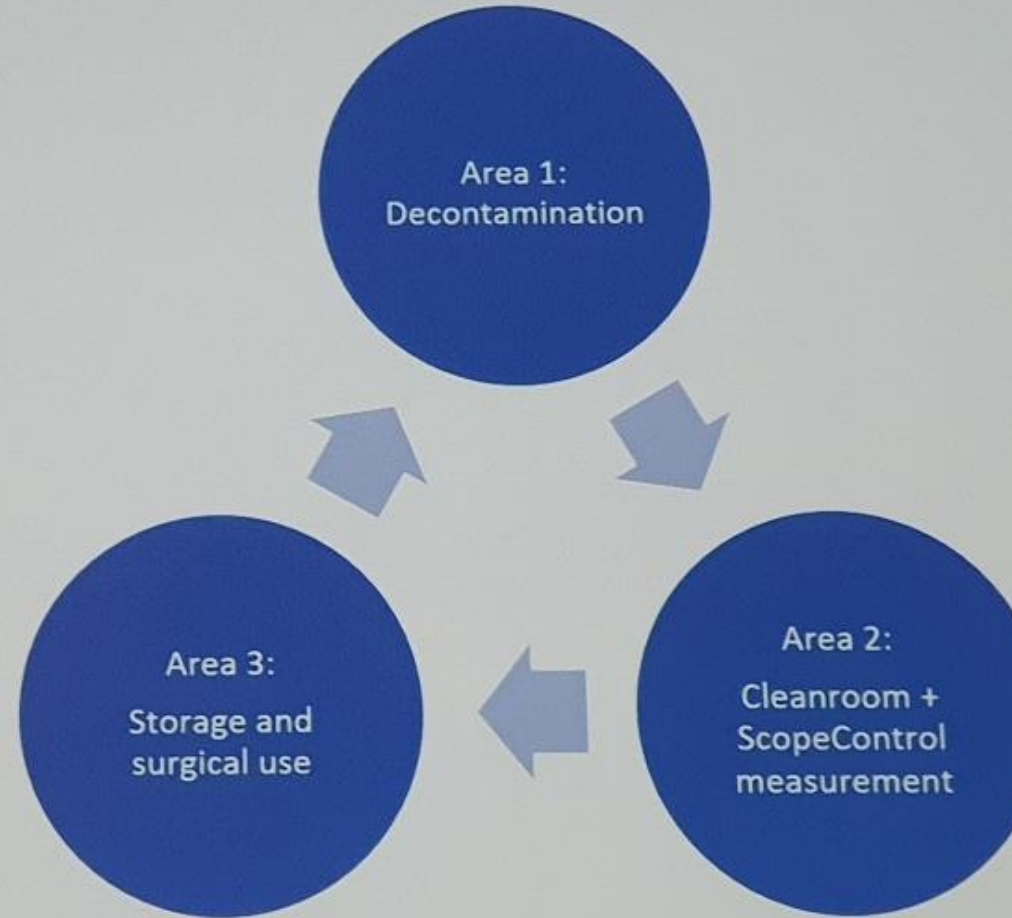 Area 1:
Decontamination
Area 2:
Cleanroom +
ScopeControl
measurement
Area 3:
Storage and
surgical use